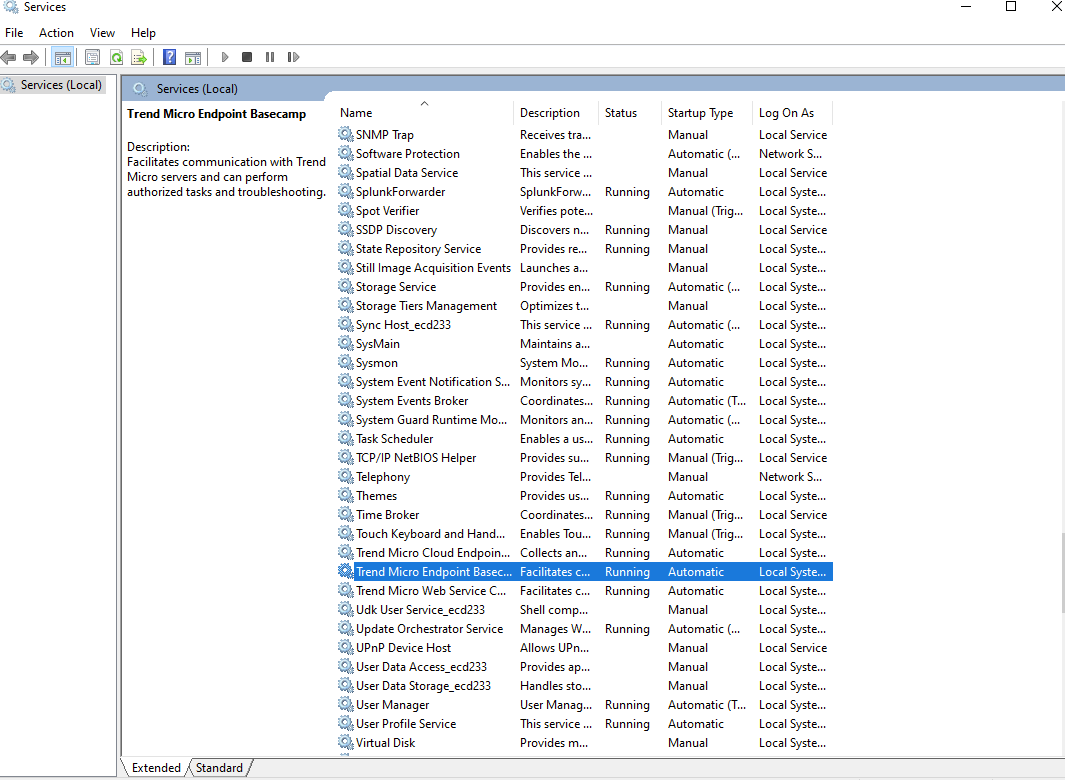 Services
File Action View Help
Services (Local)
Services (Local)
Trend Micro Endpoint Basecamp
Description:
Facilitates communication with Trend
Micro servers and can perform
authorized tasks and troubleshooting.
Name Description Status Startup Type Log On As
SNMP Trap Receives tra... Manual Local Service
Software Protection Enables the ... Automatic (... Network S...
Spatial Data Service This service ... Manual Local Service
SplunkForwarder SplunkForw... Running Automatic Local Syste...
Spot Verifier Verifies pote... Manual (Trig... Local Syste...
SSDP Discovery Discovers n... Running Manual Local Service
State Repository Service Provides re... Running Manual Local Syste...
Still Image Acquisition Events Launches a... Manual Local Syste...
Storage Service Provides en... Running Automatic (... Local Syste...
Storage Tiers Management Optimizes t... Manual Local Syste...
Sync Host_ecd233 This service ... Running Automatic (... Local Syste...
SysMain Maintains a... Automatic Local Syste...
Sysmon System Mo... Running Automatic Local Syste...
System Event Notification S... Monitors sy... Running Automatic Local Syste...
System Events Broker Coordinates... Running Automatic (T... Local Syste...
System Guard Runtime Mo... Monitors an... Running Automatic (... Local Syste...
Task Scheduler Enables a us... Running Automatic Local Syste...
TCP/IP NetBIOS Helper Provides su... Running Manual (Trig... Local Service
Telephony Provides Tel... Manual Network S...
Themes Provides us... Running Automatic Local Syste...
Time Broker Coordinates... Running Manual (Trig... Local Service
Touch Keyboard and Hand... Enables Tou... Running Manual (Trig... Local Syste...
Trend Micro Cloud Endpoin... Collects an... Running Automatic Local Syste...
Trend Micro Endpoint Basec... Facilitates c... Running Automatic Local Syste...
Trend Micro Web Service C... Facilitates c... Running Automatic Local Syste...
Udk User Service_ecd233 Shell comp... Manual Local Syste...
Update Orchestrator Service Manages W... Running Automatic (... Local Syste...
UPnP Device Host Allows UPn... Manual Local Service
User Data Access_ecd233 Provides ap... Manual Local Syste...
User Data Storage_ecd233 Handles sto... Manual Local Syste...
User Manager User Manag... Running Automatic (T... Local Syste...
User Profile Service This service ... Running Automatic Local Syste...
Virtual Disk Provides m... Manual Local Syste...
Extended Standard